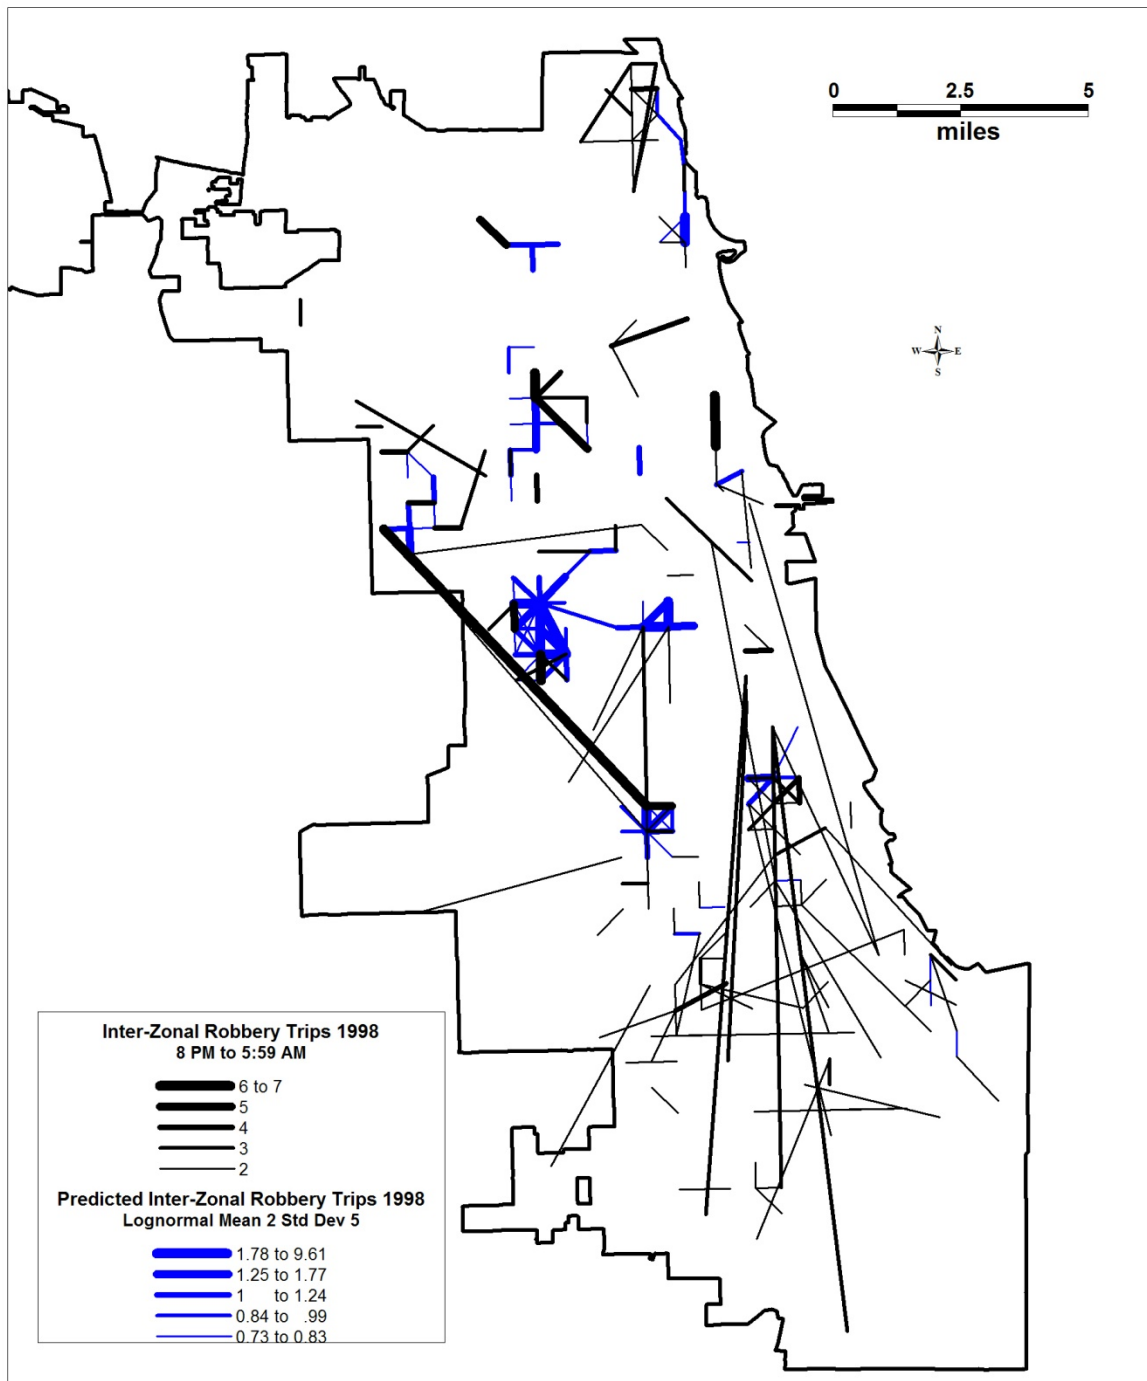 0 2.5 5
miles
N
W E
S
Inter-Zonal Robbery Trips 1998
8 PM to 5:59 AM
6 to 7
5
4
3
2
Predicted Inter-Zonal Robbery Trips 1998
Lognormal Mean 2 Std Dev 5
1.78 to 9.61
1.25 to 1.77
1 to 1.24
0.84 to .99
0.73 to 0.83